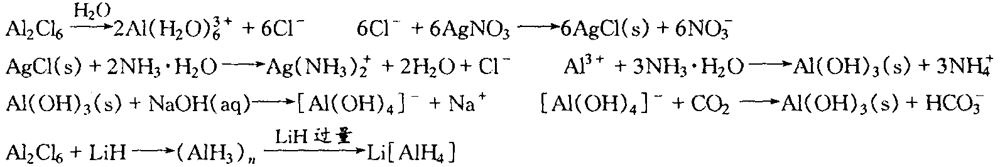 Al₂Cl₆ —H₂O→ 2Al(H₂O)₆³⁺ + 6Cl⁻  6Cl⁻ + 6AgNO₃ ⟶ 6AgCl(s) + 6NO₃⁻
AgCl(s) + 2NH₃·H₂O ⟶ Ag(NH₃)₂⁺ + 2H₂O + Cl⁻  Al³⁺ + 3NH₃·H₂O ⟶ Al(OH)₃(s) + 3NH₄⁺
Al(OH)₃(s) + NaOH(aq) ⟶ [Al(OH)₄]⁻ + Na⁺  [Al(OH)₄]⁻ + CO₂ ⟶ Al(OH)₃(s) + HCO₃⁻
Al₂Cl₆ + LiH ⟶ (AlH₃)ₙ —LiH 过量→ Li[AlH₄]